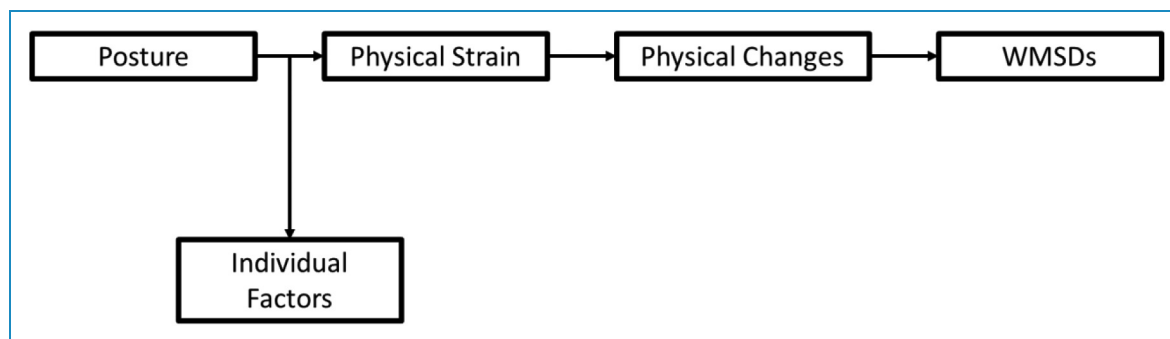 Posture
Physical Strain
Physical Changes
WMSDs
Individual
Factors